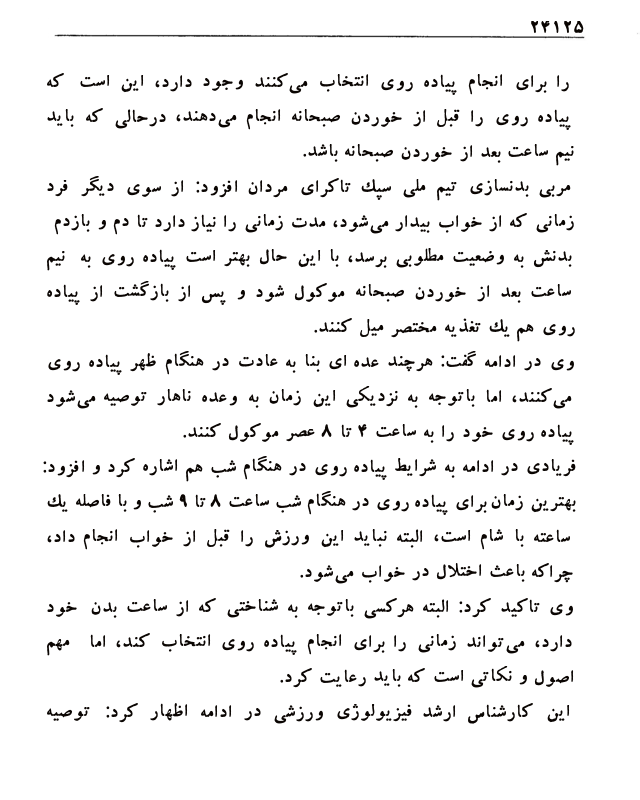 ۲۴۱۲۵
را برای انجام پیاده روی انتخاب می‌کنند وجود دارد، این است که
پیاده روی را قبل از خوردن صبحانه انجام می‌دهند، درحالی که باید
نیم ساعت بعد از خوردن صبحانه باشد.
مربی بدنسازی تیم ملی سپك تاکرای مردان افزود: از سوی دیگر فرد
زمانی که از خواب بیدار می‌شود، مدت زمانی را نیاز دارد تا دم و بازدم
بدنش به وضعیت مطلوبی برسد، با این حال بهتر است پیاده روی به نیم
ساعت بعد از خوردن صبحانه موکول شود و پس از بازگشت از پیاده
روی هم یك تغذیه مختصر میل کنند.
وی در ادامه گفت: هرچند عده ای بنا به عادت در هنگام ظهر پیاده روی
می‌کنند، اما باتوجه به نزدیکی این زمان به وعده ناهار توصیه می‌شود
پیاده روی خود را به ساعت ۴ تا ۸ عصر موکول کنند.
فریادی در ادامه به شرایط پیاده روی در هنگام شب هم اشاره کرد و افزود:
بهترین زمان برای پیاده روی در هنگام شب ساعت ۸ تا ۹ شب و با فاصله یك
ساعته با شام است، البته نباید این ورزش را قبل از خواب انجام داد،
چراکه باعث اختلال در خواب می‌شود.
وی تاکید کرد: البته هرکسی باتوجه به شناختی که از ساعت بدن خود
دارد، می‌تواند زمانی را برای انجام پیاده روی انتخاب کند، اما مهم
اصول و نکاتی است که باید رعایت کرد.
این کارشناس ارشد فیزیولوژی ورزشی در ادامه اظهار کرد: توصیه